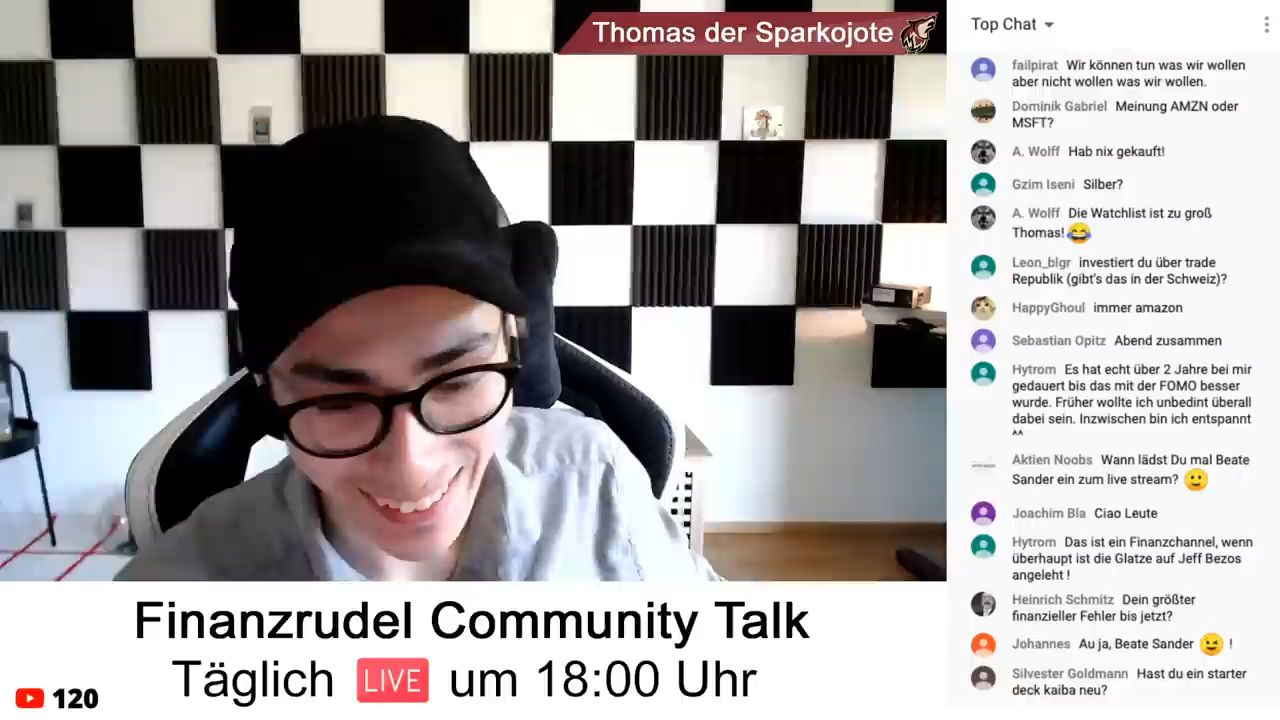 Thomas der Sparkojote
Finanzrudel Community Talk
Täglich LIVE um 18:00 Uhr
120
Top Chat
failpirat Wir können tun was wir wollen
aber nicht wollen was wir wollen.
Dominik Gabriel Meinung AMZN oder
MSFT?
A. Wolff Hab nix gekauft!
Gzim Iseni Silber?
A. Wolff Die Watchlist ist zu groß
Thomas!😂
Leon_blgr investiert du über trade
Republik (gibt's das in der Schweiz)?
HappyGhoul immer amazon
Sebastian Opitz Abend zusammen
Hytrom Es hat echt über 2 Jahre bei mir
gedauert bis das mit der FOMO besser
wurde. Früher wollte ich unbedint überall
dabei sein. Inzwischen bin ich entspannt
^^
Aktien Noobs Wann lädst Du mal Beate
Sander ein zum live stream? 🙂
Joachim Bla Ciao Leute
Hytrom Das ist ein Finanzchannel, wenn
überhaupt ist die Glatze auf Jeff Bezos
angeleht !
Heinrich Schmitz Dein größter
finanzieller Fehler bis jetzt?
Johannes Au ja, Beate Sander 😉 !
Silvester Goldmann Hast du ein starter
deck kaiba neu?